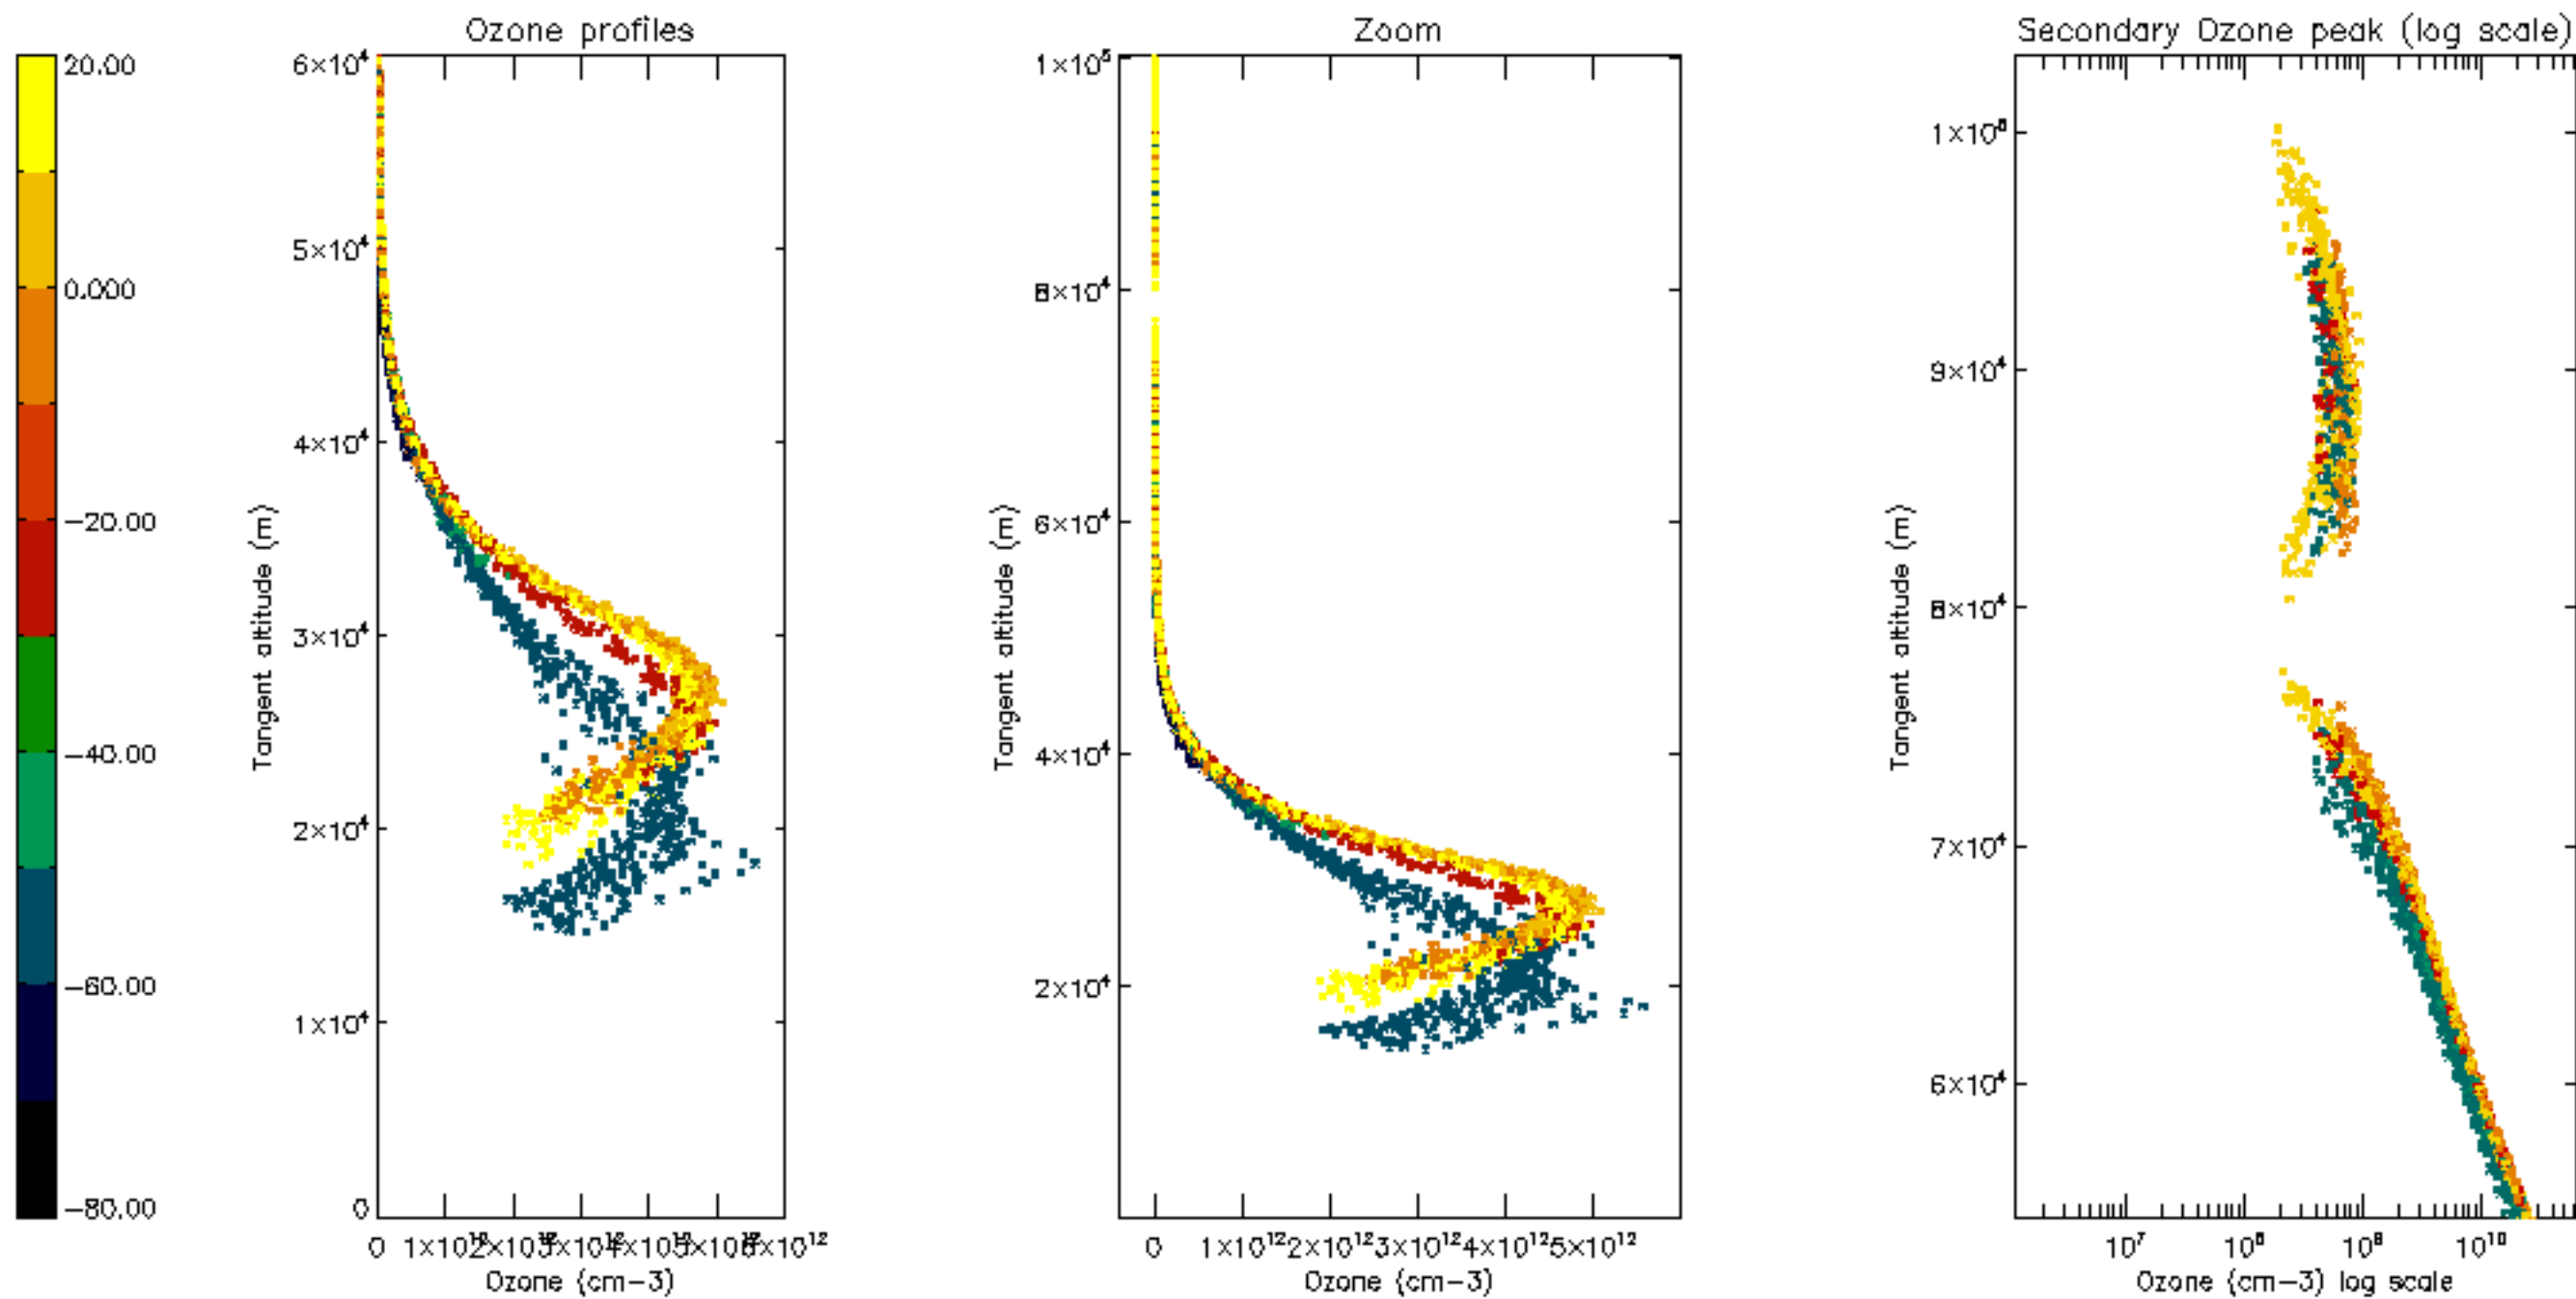 Ozone profiles
Zoom
Secondary Ozone peak (log scale)
20.00
0.000
−20.00
−40.00
−60.00
−80.00
6×10⁴
5×10⁴
4×10⁴
3×10⁴
2×10⁴
1×10⁴
0
Tangent altitude (m)
0
Ozone (cm−3)
1×10⁵
8×10⁴
6×10⁴
4×10⁴
2×10⁴
Tangent altitude (m)
0 1×10¹² 2×10¹² 3×10¹² 4×10¹² 5×10¹²
Ozone (cm−3)
9×10⁴
8×10⁴
7×10⁴
6×10⁴
Tangent altitude (m)
10⁷ 10⁸ 10⁹ 10¹⁰
Ozone (cm−3) log scale